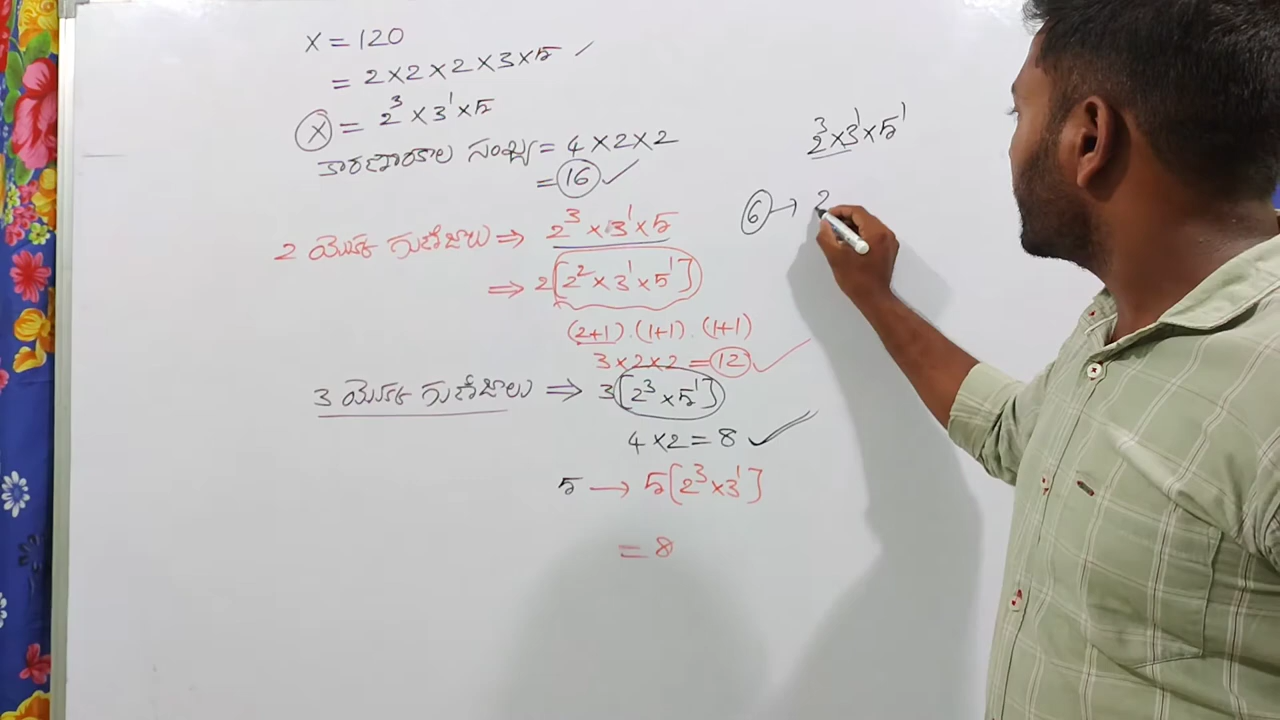 x = 120
= 2×2×2×3×5
x = 2³ × 3¹ × 5
కారణాంకాల సంఖ్య = 4×2×2
= 16
2 యొక్క గుణిజాలు ⇒ 2³ × 3¹ × 5
⇒ 2[2² × 3¹ × 5¹]
(2+1).(1+1).(1+1)
3×2×2 = 12
3 యొక్క గుణిజాలు ⇒ 3[2³ × 5¹]
4×2 = 8
5 → 5[2³ × 3¹]
= 8
2³ × 3¹ × 5¹
6 → 2